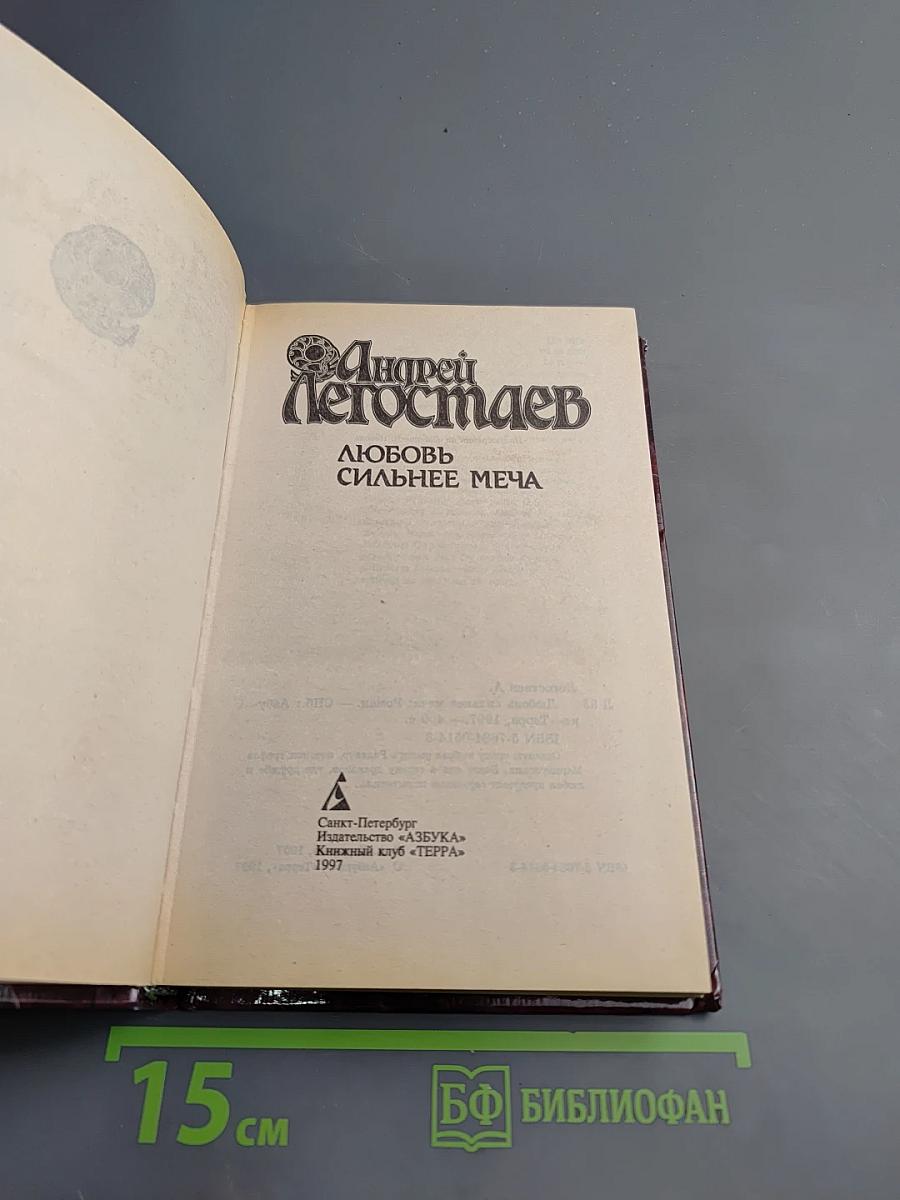 Андрей
Легостаев
ЛЮБОВЬ
СИЛЬНЕЕ МЕЧА
Санкт-Петербург
Издательство «АЗБУКА»
Книжный клуб «ТЕРРА»
1997
15 см
БФ БИБЛИОФАН